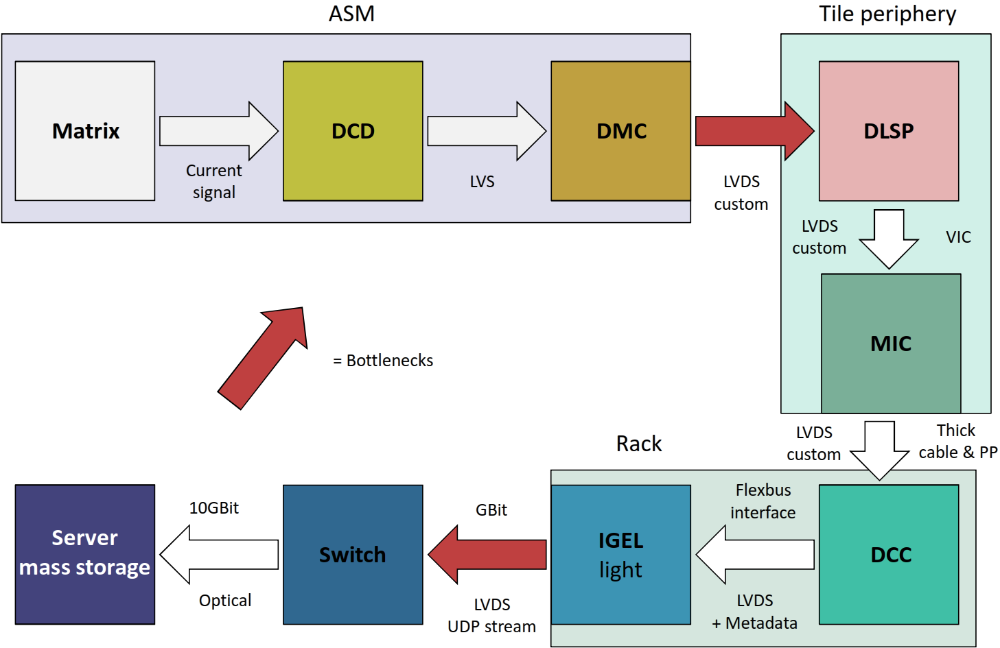 ASM
Tile periphery
Matrix
Current
signal
DCD
LVS
DMC
LVDS
custom
DLSP
LVDS
custom
VIC
MIC
= Bottlenecks
LVDS
custom
Thick
cable & PP
Rack
DCC
Flexbus
interface
LVDS
+ Metadata
IGEL
light
GBit
LVDS
UDP stream
Switch
10GBit
Optical
Server
mass storage